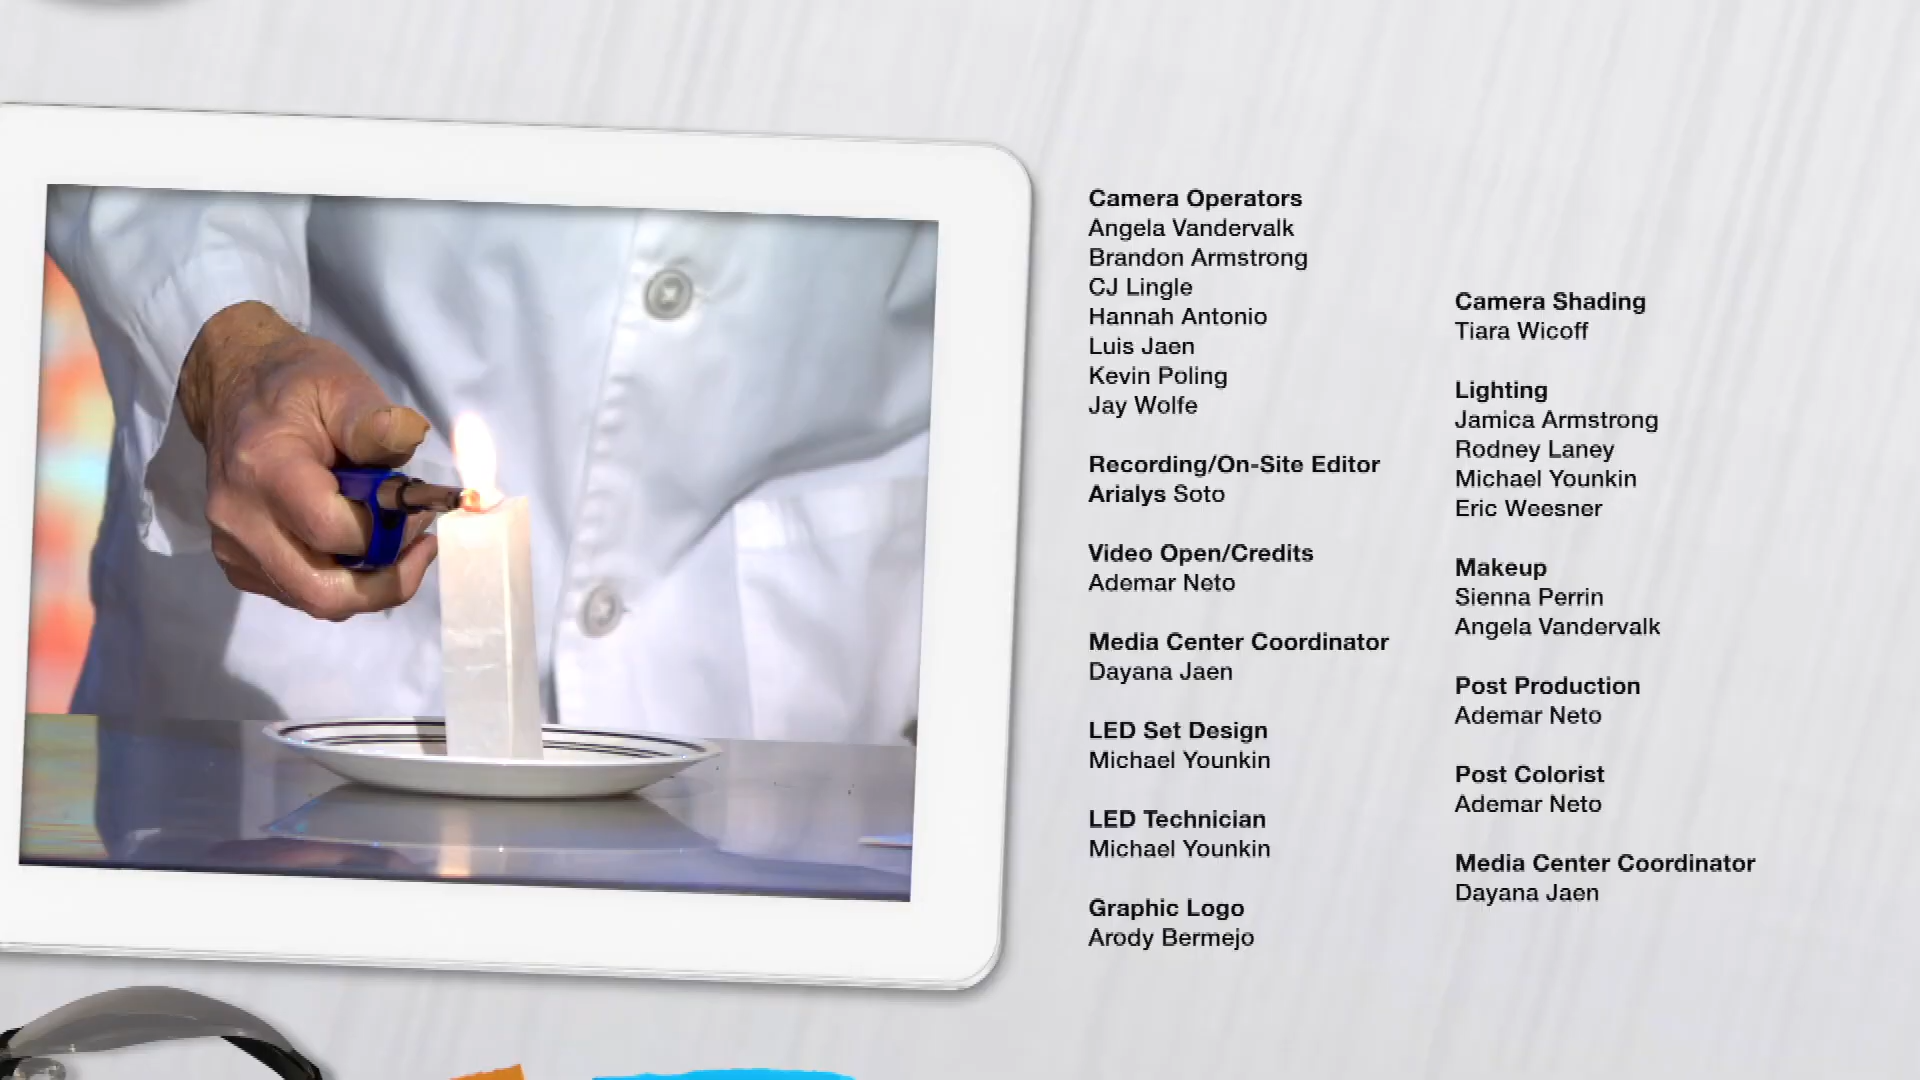 Camera Operators
Angela Vandervalk
Brandon Armstrong
CJ Lingle
Hannah Antonio
Luis Jaen
Kevin Poling
Jay Wolfe
Recording/On-Site Editor
Arialys Soto
Video Open/Credits
Ademar Neto
Media Center Coordinator
Dayana Jaen
LED Set Design
Michael Younkin
LED Technician
Michael Younkin
Graphic Logo
Arody Bermejo
Camera Shading
Tiara Wicoff
Lighting
Jamica Armstrong
Rodney Laney
Michael Younkin
Eric Weesner
Makeup
Sienna Perrin
Angela Vandervalk
Post Production
Ademar Neto
Post Colorist
Ademar Neto
Media Center Coordinator
Dayana Jaen